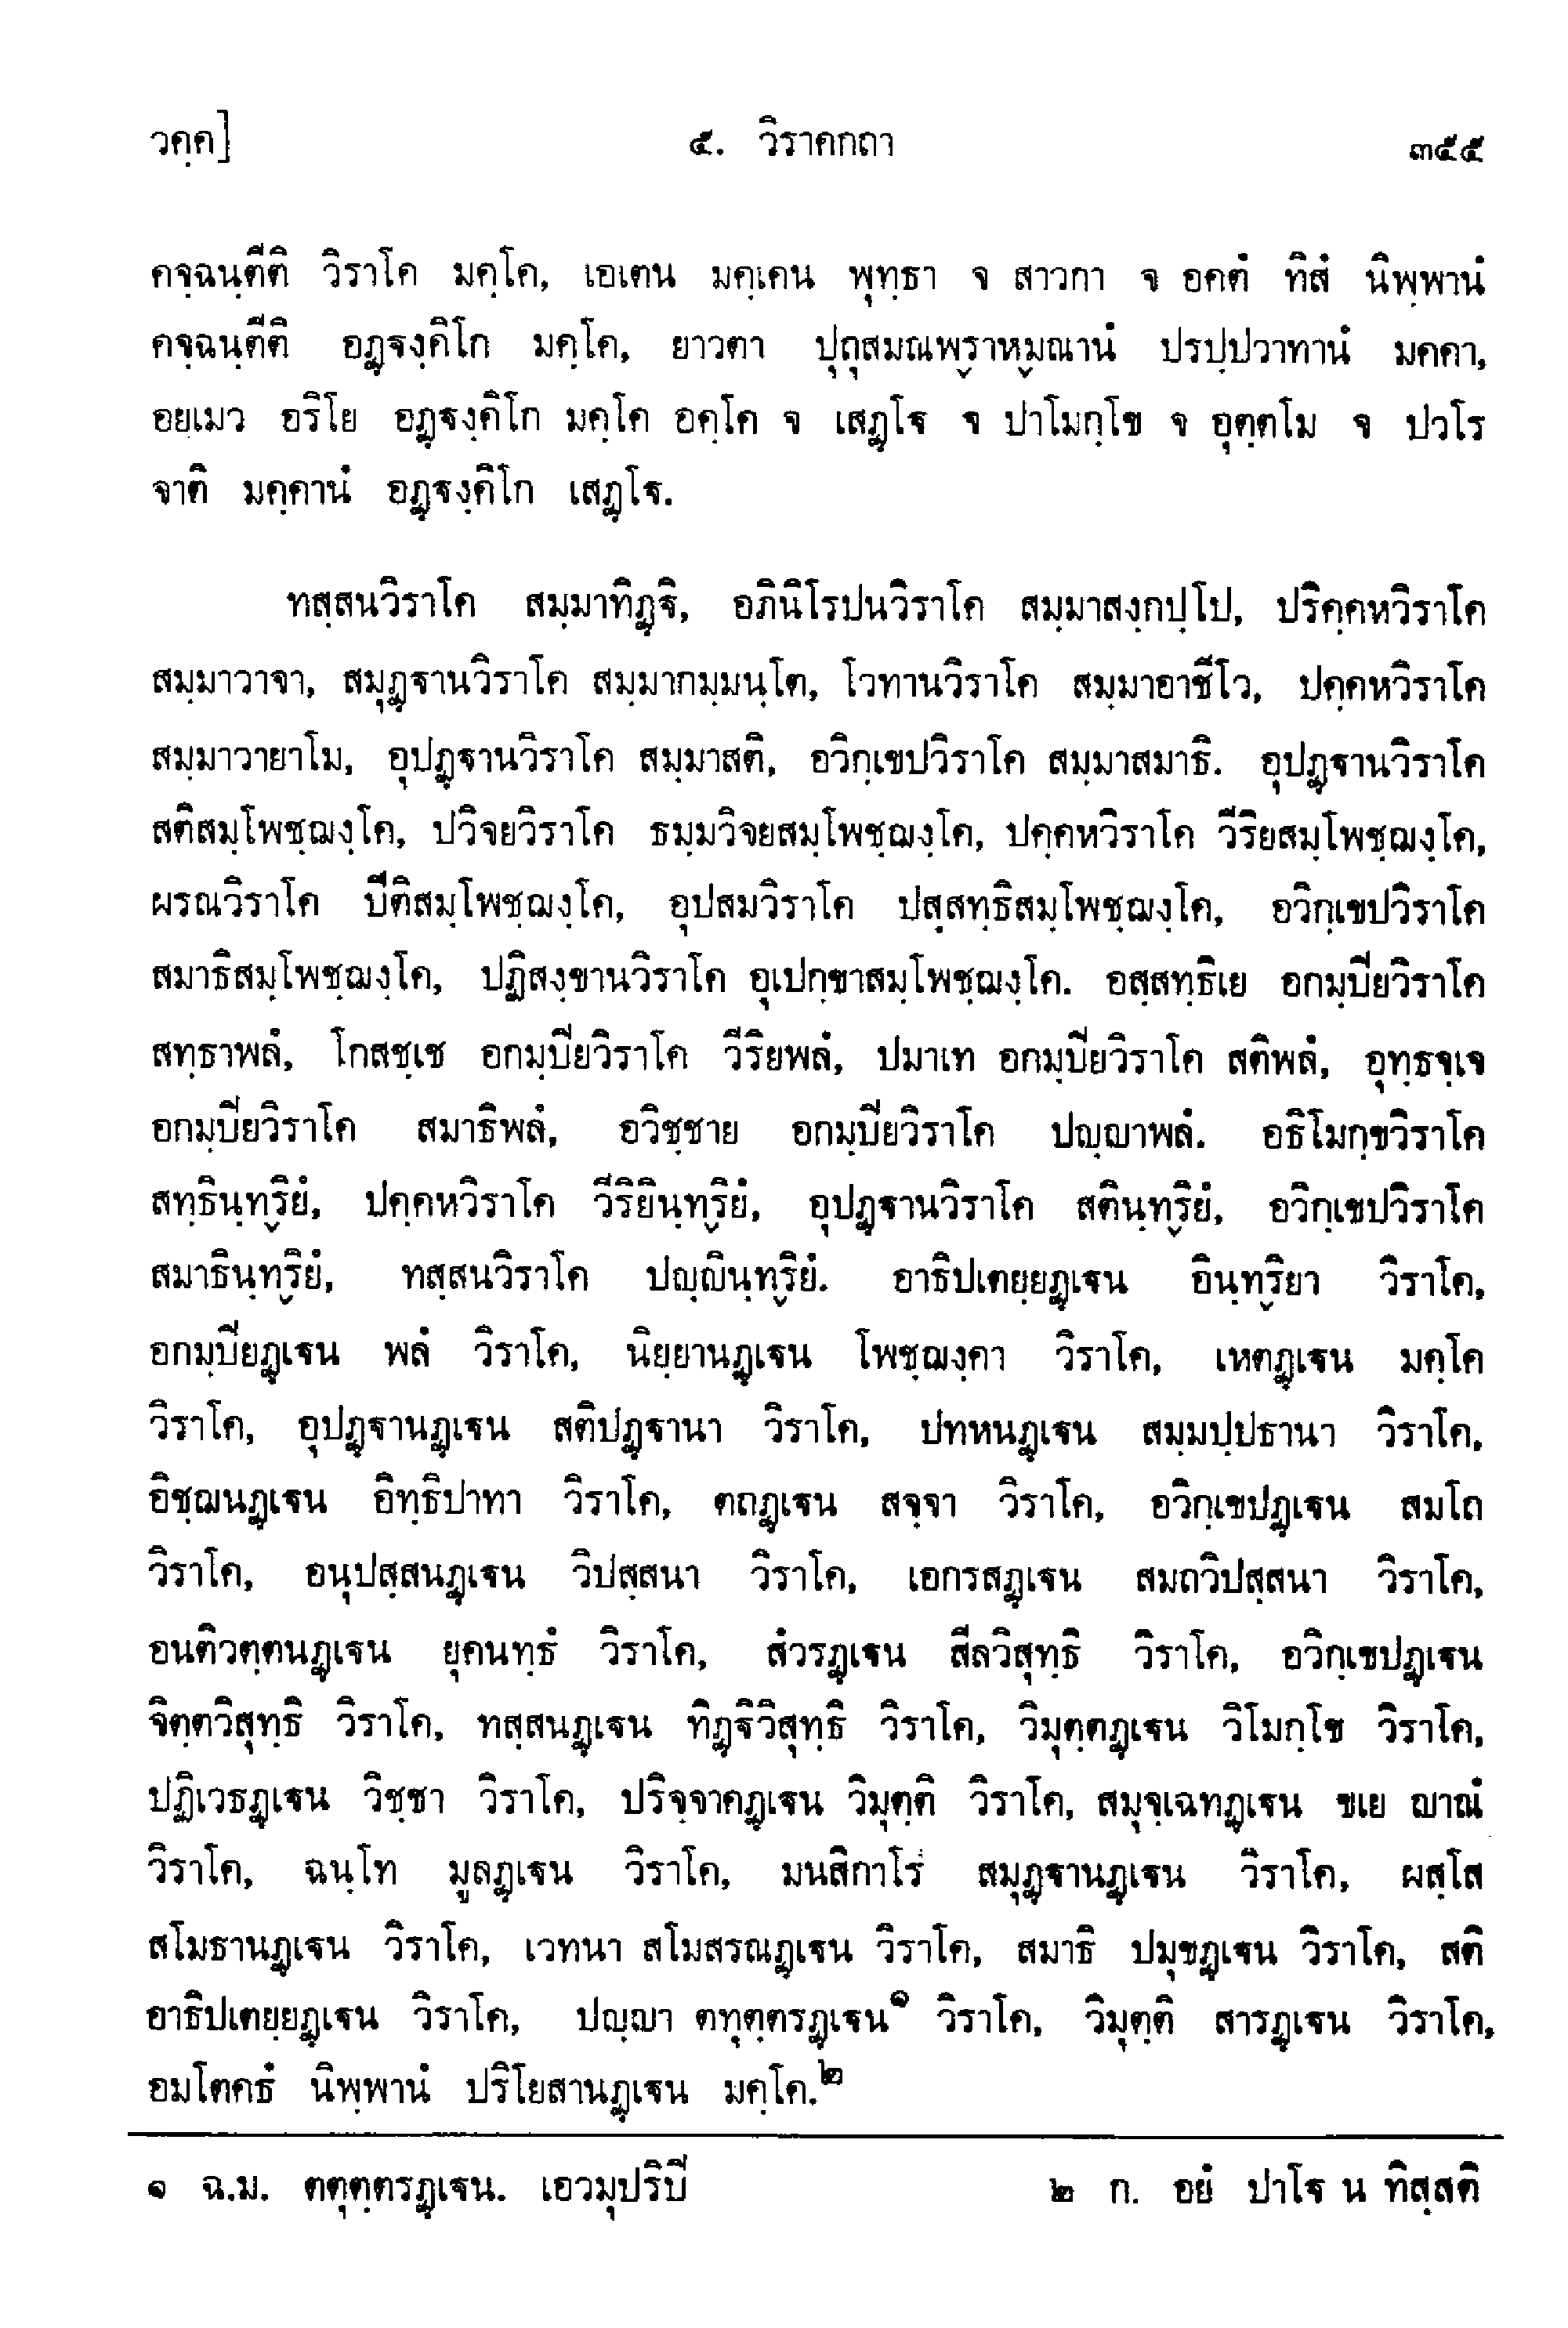 วคฺค] ๕. วิราคกถา ๓๕๕
คจฺฉนฺตีติ วิราโค มคฺโค, เอเตน มคฺเคน พุทฺธา จ สาวกา จ อคตํ ทิสํ นิพฺพานํ
คจฺฉนฺตีติ อฏฺฐงฺคิโก มคฺโค, ยาวตา ปุถุสมณพฺราหฺมณานํ ปรปฺปวาทานํ มคฺคา,
อยเมว อริโย อฏฺฐงฺคิโก มคฺโค อคฺโค จ เสฏฺโฐ จ ปาโมกฺโข จ อุตฺตโม จ ปวโร
จาติ มคฺคานํ อฏฺฐงฺคิโก เสฏฺโฐ.
ทสฺสนวิราโค สมฺมาทิฏฺฐิ, อภินิโรปนวิราโค สมฺมาสงฺกปฺโป, ปริคฺคหวิราโค
สมฺมาวาจา, สมุฏฺฐานวิราโค สมฺมากมฺมนฺโต, โวทานวิราโค สมฺมาอาชีโว, ปคฺคหวิราโค
สมฺมาวายาโม, อุปฏฺฐานวิราโค สมฺมาสติ, อวิกฺเขปวิราโค สมฺมาสมาธิ. อุปฏฺฐานวิราโค
สติสมฺโพชฺฌงฺโค, ปวิจยวิราโค ธมฺมวิจยสมฺโพชฺฌงฺโค, ปคฺคหวิราโค วีริยสมฺโพชฺฌงฺโค,
ผรณวิราโค ปีติสมฺโพชฺฌงฺโค, อุปสมวิราโค ปสฺสทฺธิสมฺโพชฺฌงฺโค, อวิกฺเขปวิราโค
สมาธิสมฺโพชฺฌงฺโค, ปฏิสงฺขานวิราโค อุเปกฺขาสมฺโพชฺฌงฺโค. อสฺสทฺธิเย อกมฺปิยวิราโค
สทฺธาพลํ, โกสชฺเช อกมฺปิยวิราโค วีริยพลํ, ปมาเท อกมฺปิยวิราโค สติพลํ, อุทฺธจฺเจ
อกมฺปิยวิราโค สมาธิพลํ, อวิชฺชาย อกมฺปิยวิราโค ปญฺญาพลํ. อธิโมกฺขวิราโค
สทฺธินฺทฺริยํ, ปคฺคหวิราโค วีริยินฺทฺริยํ, อุปฏฺฐานวิราโค สตินฺทฺริยํ, อวิกฺเขปวิราโค
สมาธินฺทฺริยํ, ทสฺสนวิราโค ปญฺญินฺทฺริยํ. อาธิปเตยฺยฏฺเฐน อินฺทฺริยา วิราโค,
อกมฺปิยฏฺเฐน พลํ วิราโค, นิยฺยานฏฺเฐน โพชฺฌงฺคา วิราโค, เหตฏฺเฐน มคฺโค
วิราโค, อุปฏฺฐานฏฺเฐน สติปฏฺฐานา วิราโค, ปทหนฏฺเฐน สมฺมปฺปธานา วิราโค,
อิชฺฌนฏฺเฐน อิทฺธิปาทา วิราโค, ตถฏฺเฐน สจฺจา วิราโค, อวิกฺเขปฏฺเฐน สมโถ
วิราโค, อนุปสฺสนฏฺเฐน วิปสฺสนา วิราโค, เอกรสฏฺเฐน สมถวิปสฺสนา วิราโค,
อนติวตฺตนฏฺเฐน ยุคนทฺธํ วิราโค, สํวรฏฺเฐน สีลวิสุทฺธิ วิราโค, อวิกฺเขปฏฺเฐน
จิตฺตวิสุทฺธิ วิราโค, ทสฺสนฏฺเฐน ทิฏฺฐิวิสุทฺธิ วิราโค, วิมุตฺตฏฺเฐน วิโมกฺโข วิราโค,
ปฏิเวธฏฺเฐน วิชฺชา วิราโค, ปริจฺจาคฏฺเฐน วิมุตฺติ วิราโค, สมุจฺเฉทฏฺเฐน ขเย ญาณํ
วิราโค, ฉนฺโท มูลฏฺเฐน วิราโค, มนสิกาโร สมุฏฺฐานฏฺเฐน วิราโค, ผสฺโส
สโมธานฏฺเฐน วิราโค, เวทนา สโมสรณฏฺเฐน วิราโค, สมาธิ ปมุขฏฺเฐน วิราโค, สติ
อาธิปเตยฺยฏฺเฐน วิราโค, ปญฺญา ตทุตฺตรฏฺเฐน๑ วิราโค, วิมุตฺติ สารฏฺเฐน วิราโค,
อมโตคธํ นิพฺพานํ ปริโยสานฏฺเฐน มคฺโค.๒
๑ ฉ.ม. ตตุตฺตรฏฺเฐน. เอวมุปริปิ ๒ ก. อยํ ปาโฐ น ทิสฺสติ